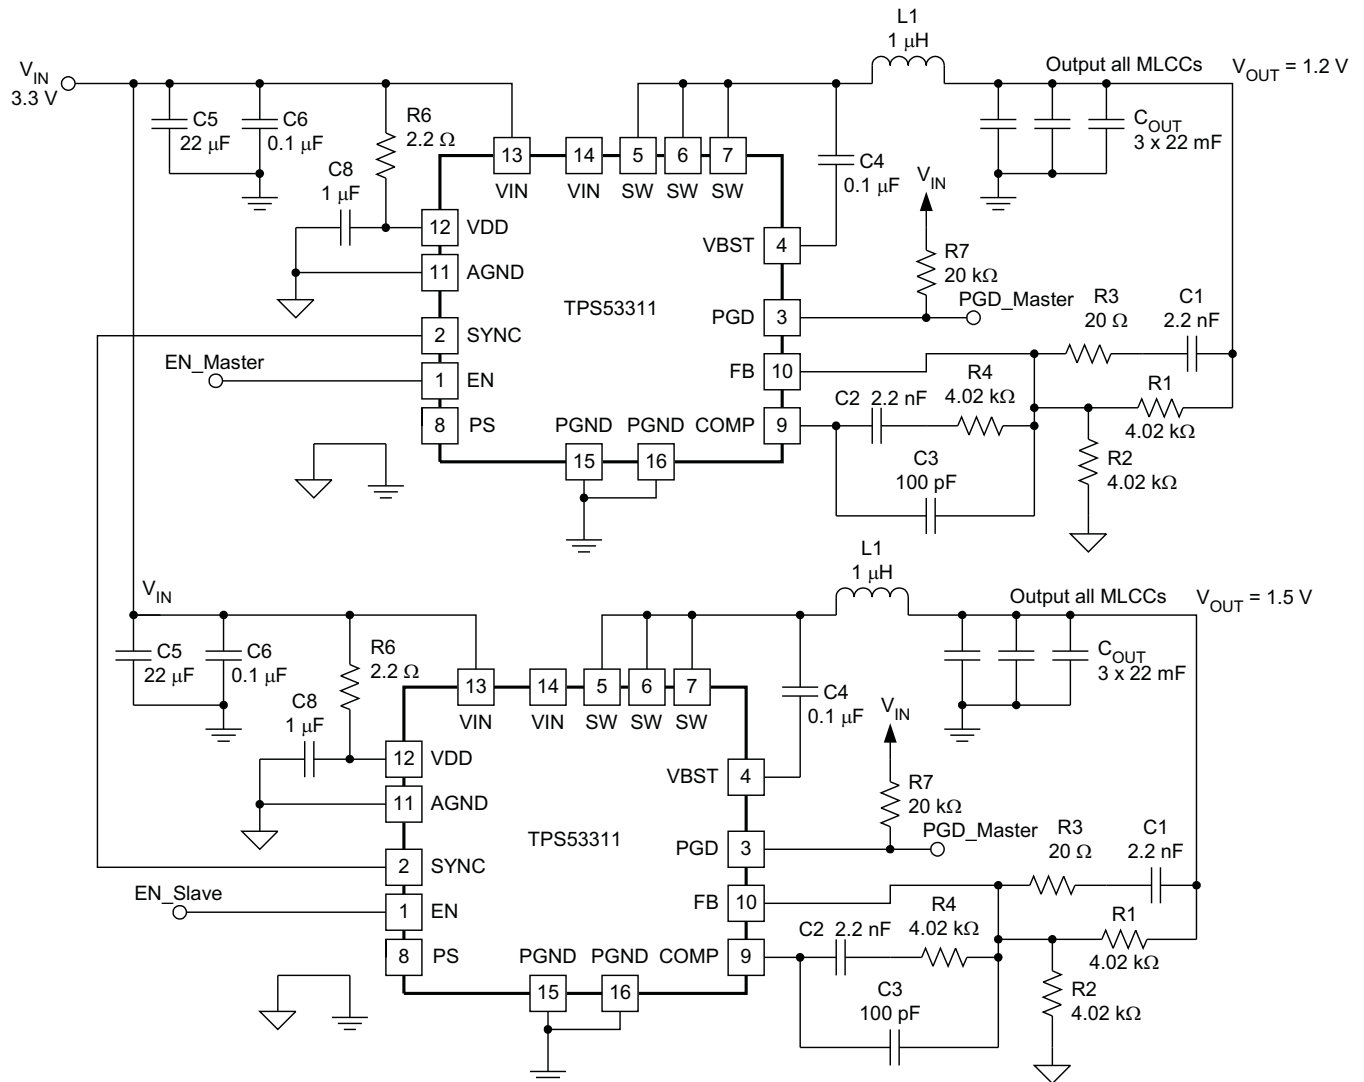 L1
1 μH
V_IN
3.3 V
Output all MLCCs
V_OUT = 1.2 V
C5
22 μF
C6
0.1 μF
R6
2.2 Ω
C_OUT
3 x 22 mF
C8
1 μF
13
14
5
6
7
VIN
VIN
SW
SW
SW
C4
0.1 μF
V_IN
12
VDD
VBST
4
R7
20 kΩ
11
AGND
TPS53311
PGD
3
PGD_Master
R3
20 Ω
C1
2.2 nF
2
SYNC
EN_Master
1
EN
FB
10
R4
4.02 kΩ
R1
4.02 kΩ
C2 2.2 nF
8
PS
PGND
PGND
COMP
9
15
16
C3
100 pF
R2
4.02 kΩ
L1
1 μH
V_IN
Output all MLCCs
V_OUT = 1.5 V
C5
22 μF
C6
0.1 μF
R6
2.2 Ω
C_OUT
3 x 22 mF
C8
1 μF
13
14
5
6
7
VIN
VIN
SW
SW
SW
C4
0.1 μF
V_IN
12
VDD
VBST
4
R7
20 kΩ
11
AGND
TPS53311
PGD
3
PGD_Master
R3
20 Ω
C1
2.2 nF
2
SYNC
EN_Slave
1
EN
FB
10
R4
4.02 kΩ
R1
4.02 kΩ
C2 2.2 nF
8
PS
PGND
PGND
COMP
9
15
16
C3
100 pF
R2
4.02 kΩ